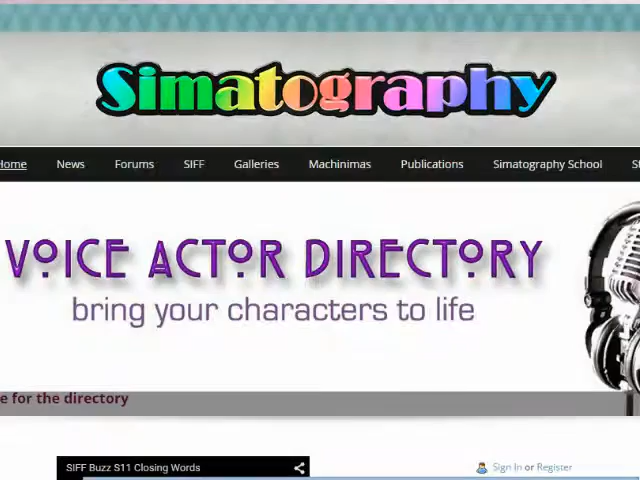 Simatography
Home News Forums SIFF Galleries Machinimas Publications Simatography School
VOICE ACTOR DIRECTORY
bring your characters to life
e for the directory
SIFF Buzz S11 Closing Words
Sign In or Register